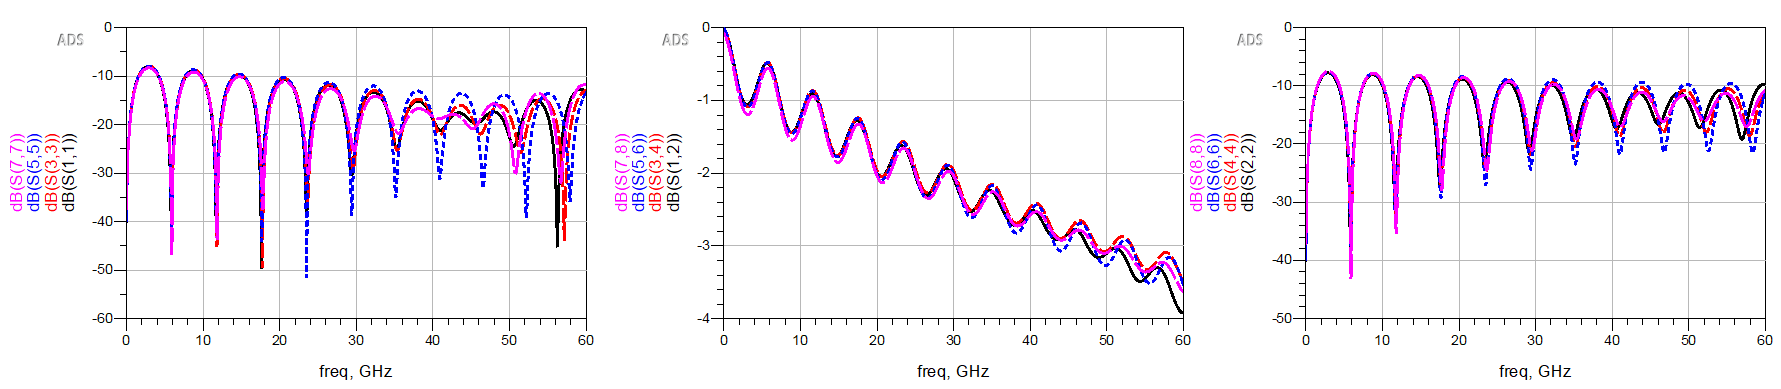 ADS
dB(S(7,7))
dB(S(5,5))
dB(S(3,3))
dB(S(1,1))
0
-10
-20
-30
-40
-50
-60
0 10 20 30 40 50 60
freq, GHz
ADS
dB(S(7,8))
dB(S(5,6))
dB(S(3,4))
dB(S(1,2))
0
-1
-2
-3
-4
0 10 20 30 40 50 60
freq, GHz
ADS
dB(S(8,8))
dB(S(6,6))
dB(S(4,4))
dB(S(2,2))
0
-10
-20
-30
-40
-50
0 10 20 30 40 50 60
freq, GHz